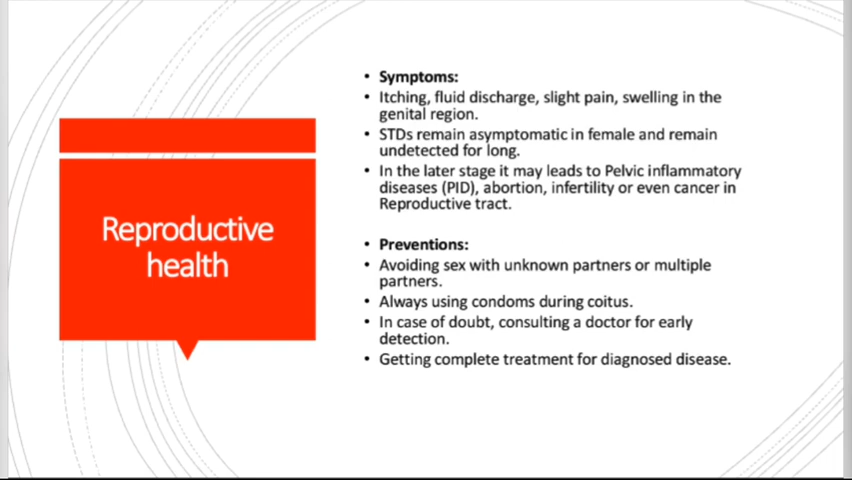 Reproductive
health
• Symptoms:
• Itching, fluid discharge, slight pain, swelling in the
genital region.
• STDs remain asymptomatic in female and remain
undetected for long.
• In the later stage it may leads to Pelvic inflammatory
diseases (PID), abortion, infertility or even cancer in
Reproductive tract.
• Preventions:
• Avoiding sex with unknown partners or multiple
partners.
• Always using condoms during coitus.
• In case of doubt, consulting a doctor for early
detection.
• Getting complete treatment for diagnosed disease.